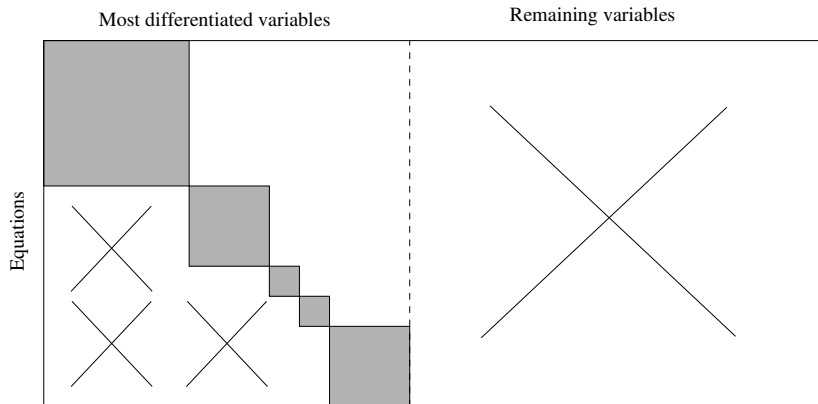 Most differentiated variables
Remaining variables
Equations